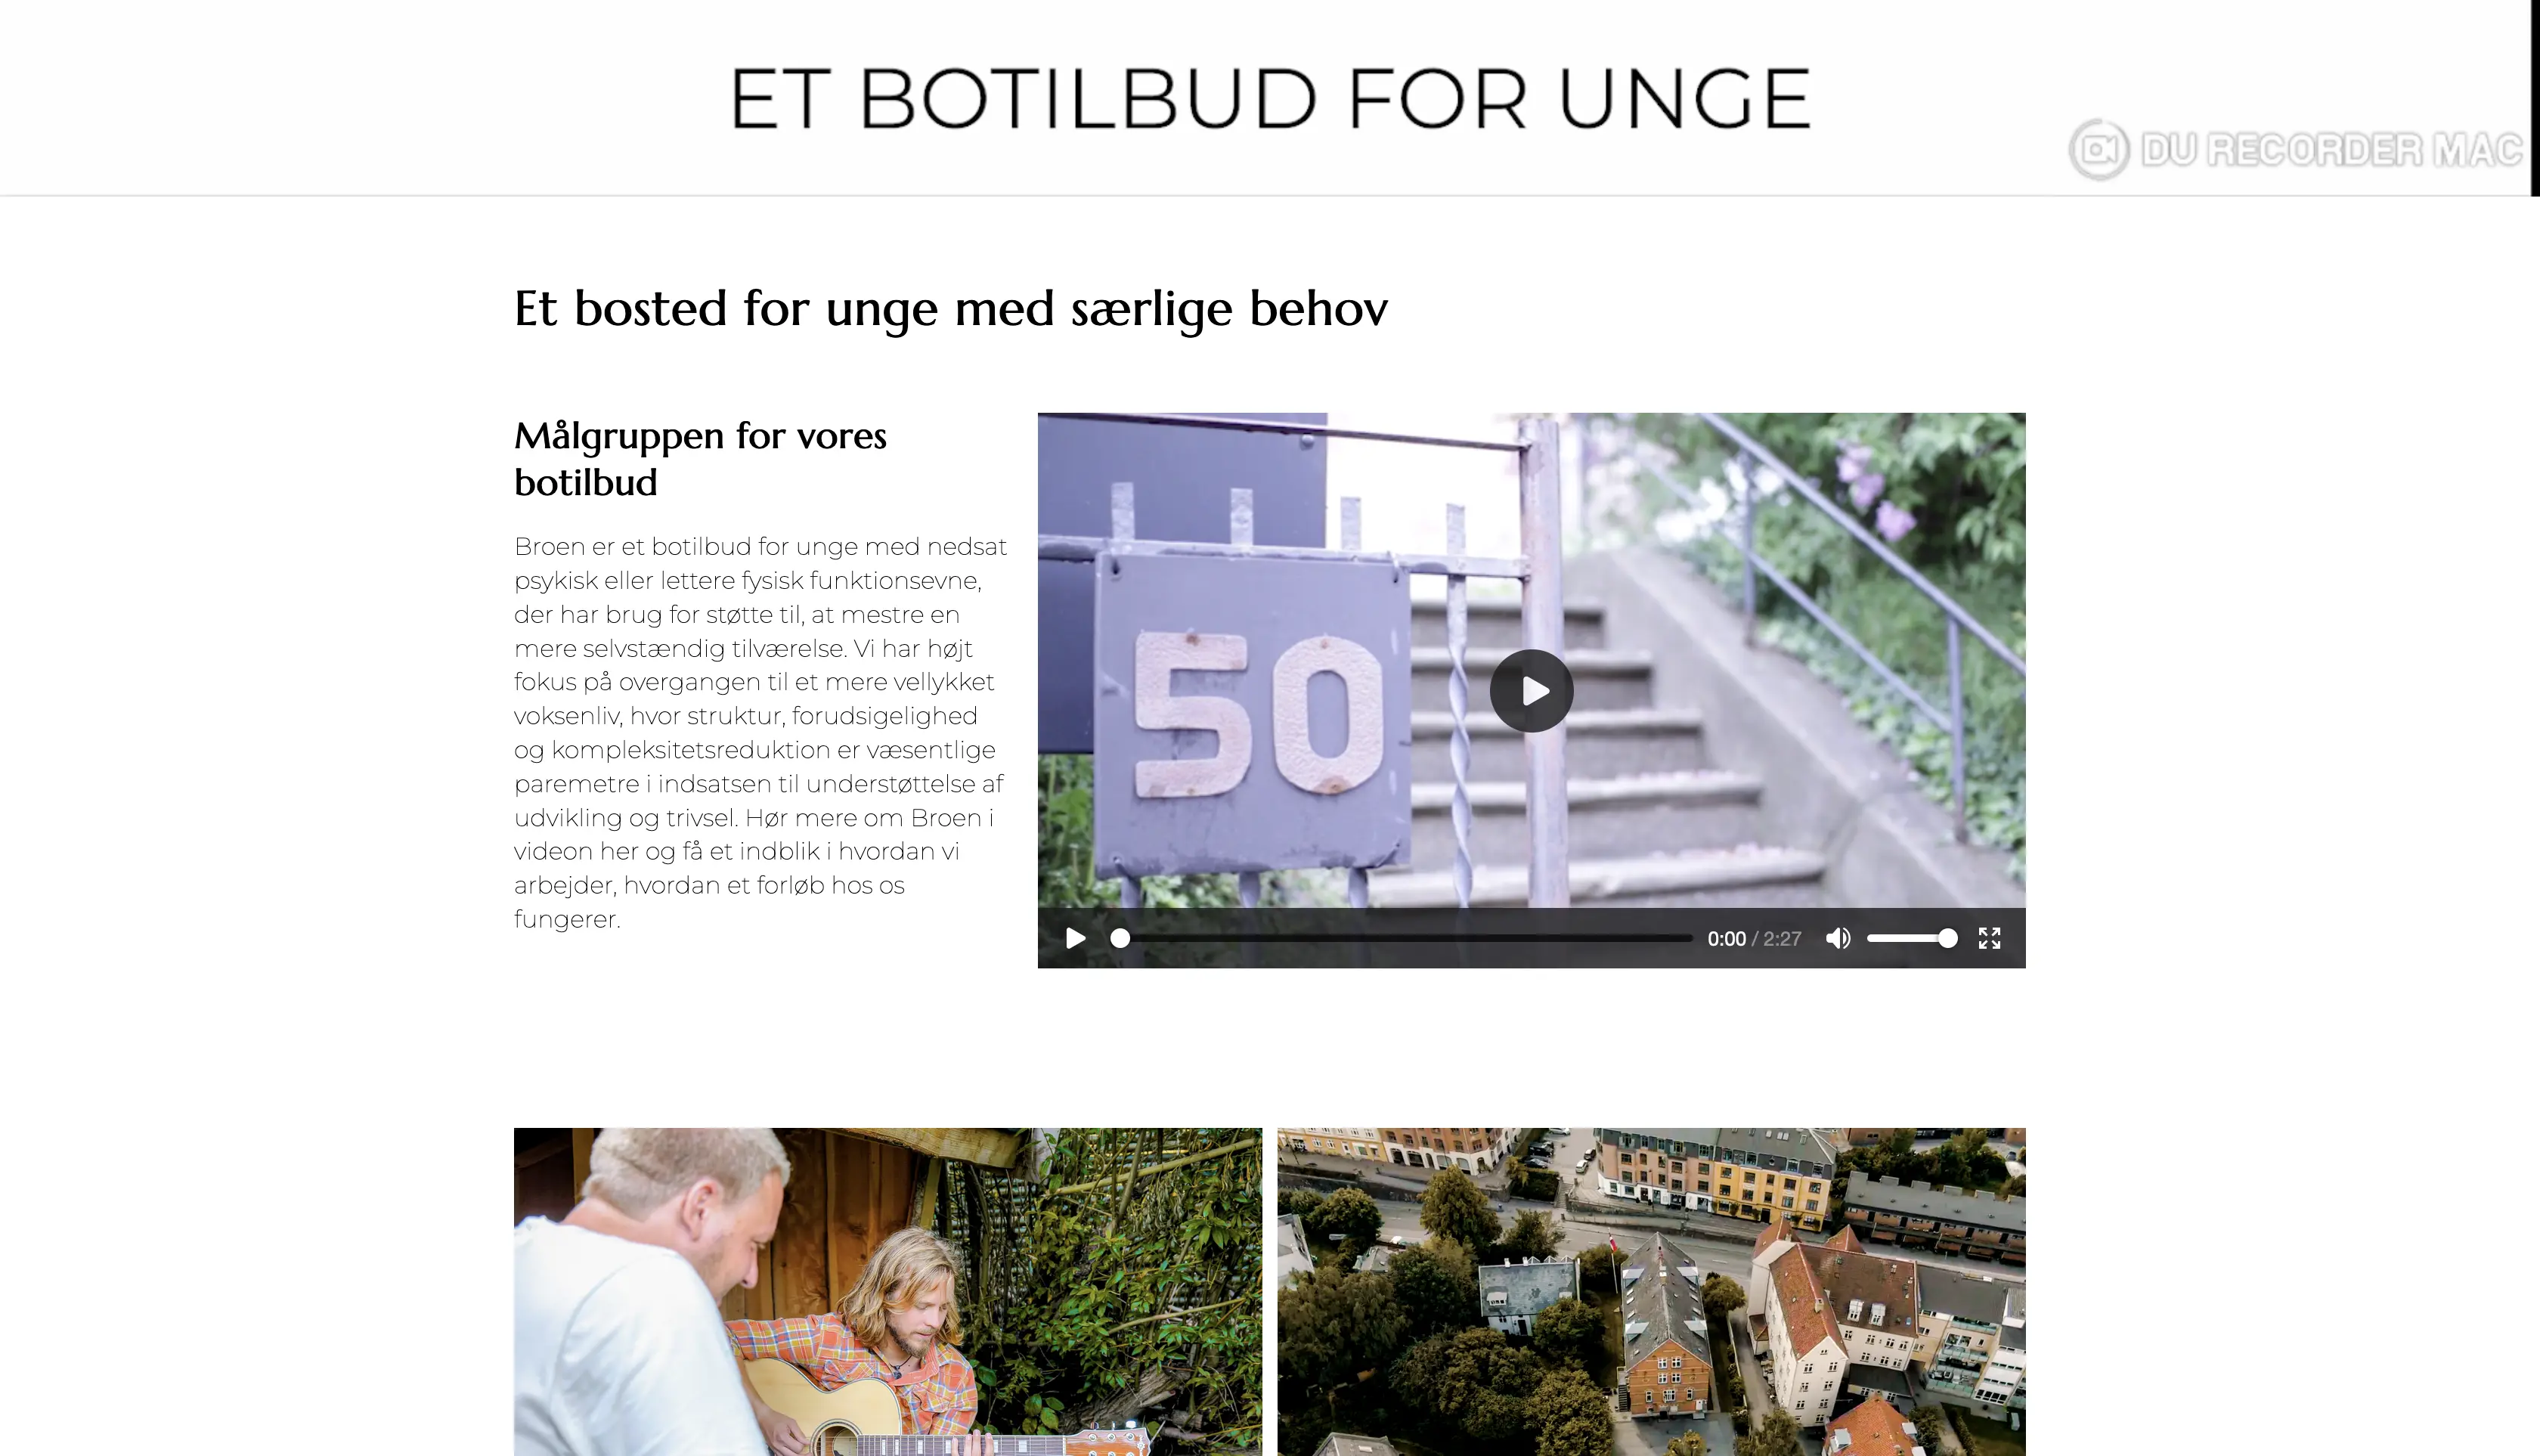 ET BOTILBUD FOR UNGE
DU RECORDER MAC
Et bosted for unge med særlige behov
Målgruppen for vores
botilbud
Broen er et botilbud for unge med nedsat
psykisk eller lettere fysisk funktionsevne,
der har brug for støtte til, at mestre en
mere selvstændig tilværelse. Vi har højt
fokus på overgangen til et mere vellykket
voksenliv, hvor struktur, forudsigelighed
og kompleksitetsreduktion er væsentlige
paremetre i indsatsen til understøttelse af
udvikling og trivsel. Hør mere om Broen i
videon her og få et indblik i hvordan vi
arbejder, hvordan et forløb hos os
fungerer.
50
0:00 / 2:27